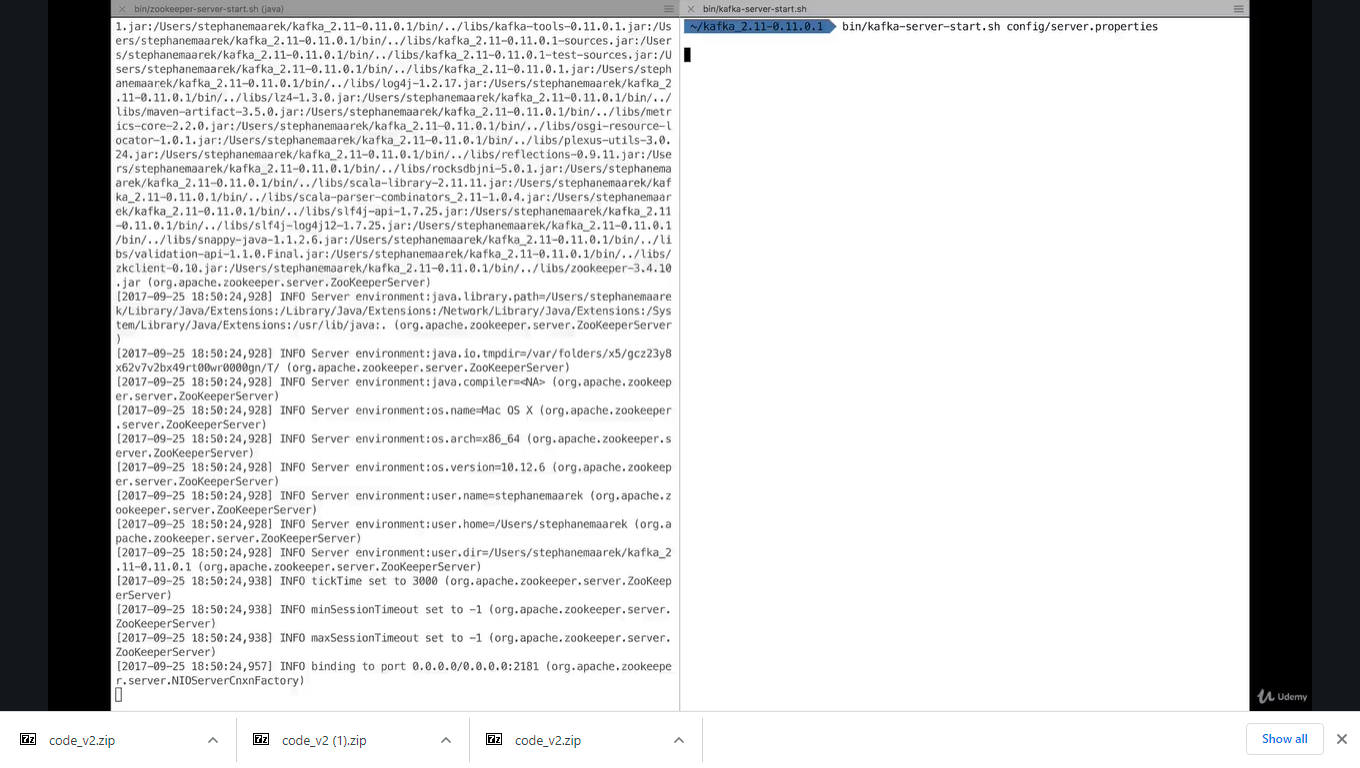 bin/zookeeper-server-start.sh (java)
1.jar:/Users/stephanemaarek/kafka_2.11-0.11.0.1/bin/../libs/kafka-tools-0.11.0.1.jar:/Us
ers/stephanemaarek/kafka_2.11-0.11.0.1/bin/../libs/kafka_2.11-0.11.0.1-sources.jar:/User
s/stephanemaarek/kafka_2.11-0.11.0.1/bin/../libs/kafka_2.11-0.11.0.1-test-sources.jar:/U
sers/stephanemaarek/kafka_2.11-0.11.0.1/bin/../libs/kafka_2.11-0.11.0.1.jar:/Users/steph
anemaarek/kafka_2.11-0.11.0.1/bin/../libs/log4j-1.2.17.jar:/Users/stephanemaarek/kafka_2
.11-0.11.0.1/bin/../libs/lz4-1.3.0.jar:/Users/stephanemaarek/kafka_2.11-0.11.0.1/bin/../
libs/maven-artifact-3.5.0.jar:/Users/stephanemaarek/kafka_2.11-0.11.0.1/bin/../libs/metr
ics-core-2.2.0.jar:/Users/stephanemaarek/kafka_2.11-0.11.0.1/bin/../libs/osgi-resource-l
ocator-1.0.1.jar:/Users/stephanemaarek/kafka_2.11-0.11.0.1/bin/../libs/plexus-utils-3.0.
24.jar:/Users/stephanemaarek/kafka_2.11-0.11.0.1/bin/../libs/reflections-0.9.11.jar:/Use
rs/stephanemaarek/kafka_2.11-0.11.0.1/bin/../libs/rocksdbjni-5.0.1.jar:/Users/stephanema
arek/kafka_2.11-0.11.0.1/bin/../libs/scala-library-2.11.11.jar:/Users/stephanemaarek/kaf
ka_2.11-0.11.0.1/bin/../libs/scala-parser-combinators_2.11-1.0.4.jar:/Users/stephanemaar
ek/kafka_2.11-0.11.0.1/bin/../libs/slf4j-api-1.7.25.jar:/Users/stephanemaarek/kafka_2.11
-0.11.0.1/bin/../libs/slf4j-log4j12-1.7.25.jar:/Users/stephanemaarek/kafka_2.11-0.11.0.1
/bin/../libs/snappy-java-1.1.2.6.jar:/Users/stephanemaarek/kafka_2.11-0.11.0.1/bin/../li
bs/validation-api-1.1.0.Final.jar:/Users/stephanemaarek/kafka_2.11-0.11.0.1/bin/../libs/
zkclient-0.10.jar:/Users/stephanemaarek/kafka_2.11-0.11.0.1/bin/../libs/zookeeper-3.4.10
.jar (org.apache.zookeeper.server.ZooKeeperServer)
[2017-09-25 18:50:24,928] INFO Server environment:java.library.path=/Users/stephanemaare
k/Library/Java/Extensions:/Library/Java/Extensions:/Network/Library/Java/Extensions:/Sys
tem/Library/Java/Extensions:/usr/lib/java:. (org.apache.zookeeper.server.ZooKeeperServer
)
[2017-09-25 18:50:24,928] INFO Server environment:java.io.tmpdir=/var/folders/x5/gcz23y8
x62v7v2bx49rt00wr0000gn/T/ (org.apache.zookeeper.server.ZooKeeperServer)
[2017-09-25 18:50:24,928] INFO Server environment:java.compiler=<NA> (org.apache.zookeep
er.server.ZooKeeperServer)
[2017-09-25 18:50:24,928] INFO Server environment:os.name=Mac OS X (org.apache.zookeeper
.server.ZooKeeperServer)
[2017-09-25 18:50:24,928] INFO Server environment:os.arch=x86_64 (org.apache.zookeeper.s
erver.ZooKeeperServer)
[2017-09-25 18:50:24,928] INFO Server environment:os.version=10.12.6 (org.apache.zookeep
er.server.ZooKeeperServer)
[2017-09-25 18:50:24,928] INFO Server environment:user.name=stephanemaarek (org.apache.z
ookeeper.server.ZooKeeperServer)
[2017-09-25 18:50:24,928] INFO Server environment:user.home=/Users/stephanemaarek (org.a
pache.zookeeper.server.ZooKeeperServer)
[2017-09-25 18:50:24,928] INFO Server environment:user.dir=/Users/stephanemaarek/kafka_2
.11-0.11.0.1 (org.apache.zookeeper.server.ZooKeeperServer)
[2017-09-25 18:50:24,938] INFO tickTime set to 3000 (org.apache.zookeeper.server.ZooKeep
erServer)
[2017-09-25 18:50:24,938] INFO minSessionTimeout set to -1 (org.apache.zookeeper.server.
ZooKeeperServer)
[2017-09-25 18:50:24,938] INFO maxSessionTimeout set to -1 (org.apache.zookeeper.server.
ZooKeeperServer)
[2017-09-25 18:50:24,957] INFO binding to port 0.0.0.0/0.0.0.0:2181 (org.apache.zookeepe
r.server.NIOServerCnxnFactory)
bin/kafka-server-start.sh
~/kafka_2.11-0.11.0.1 bin/kafka-server-start.sh config/server.properties
Udemy
code_v2.zip
code_v2 (1).zip
code_v2.zip
Show all